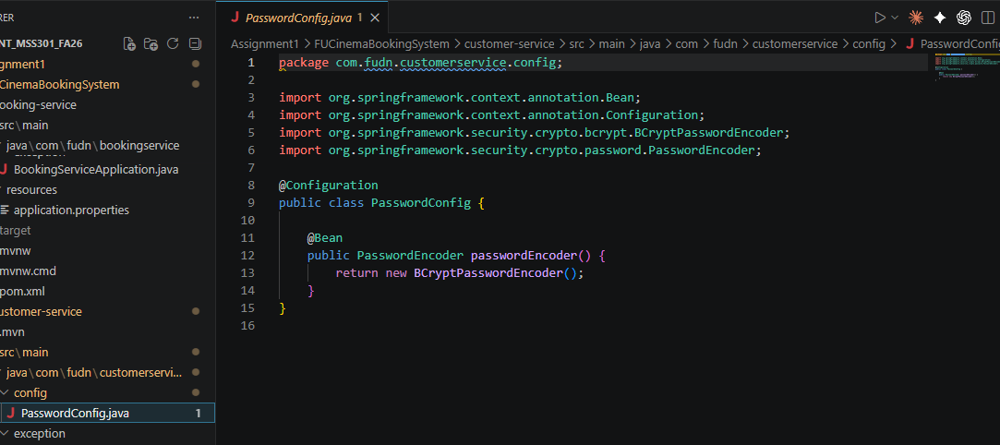 RER
PasswordConfig.java 1
NT_MSS301_FA26
Assignment1 > FUCinemaBookingSystem > customer-service > src > main > java > com > fudn > customerservice > config > PasswordConfi
gnment1
CinemaBookingSystem
ooking-service
src\main
java\com\fudn\bookingservice
exception
BookingServiceApplication.java
resources
application.properties
target
mvnw
mvnw.cmd
pom.xml
ustomer-service
.mvn
src\main
java\com\fudn\customerservi...
config
PasswordConfig.java 1
exception
1 package com.fudn.customerservice.config;
2
3 import org.springframework.context.annotation.Bean;
4 import org.springframework.context.annotation.Configuration;
5 import org.springframework.security.crypto.bcrypt.BCryptPasswordEncoder;
6 import org.springframework.security.crypto.password.PasswordEncoder;
7
8 @Configuration
9 public class PasswordConfig {
10
11 @Bean
12 public PasswordEncoder passwordEncoder() {
13 return new BCryptPasswordEncoder();
14 }
15 }
16